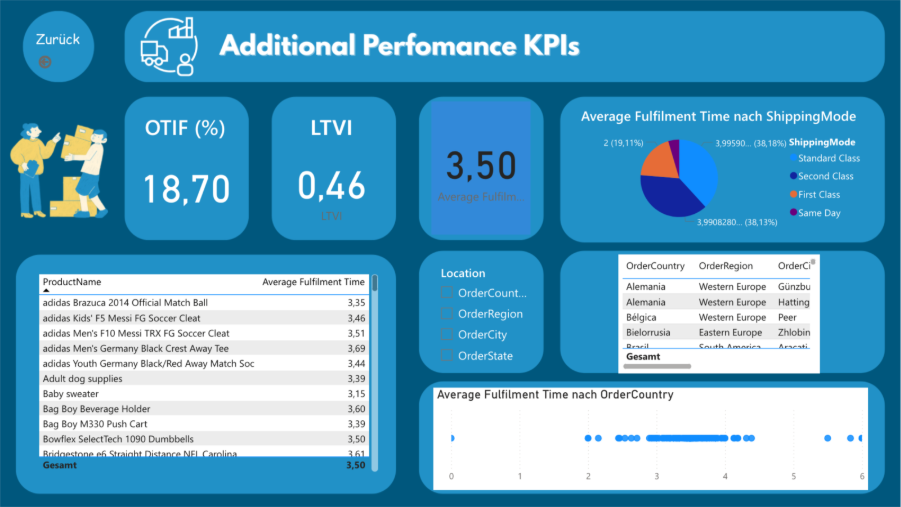 Zurück
Additional Perfomance KPIs
OTIF (%)
18,70
LTVI
0,46
LTVI
3,50
Average Fulfilm...
Average Fulfilment Time nach ShippingMode
2 (19,11%)
3,99590... (38,18%)
3,9908280... (38,13%)
ShippingMode
Standard Class
Second Class
First Class
Same Day
ProductName Average Fulfilment Time
adidas Brazuca 2014 Official Match Ball 3,35
adidas Kids' F5 Messi FG Soccer Cleat 3,46
adidas Men's F10 Messi TRX FG Soccer Cleat 3,51
adidas Men's Germany Black Crest Away Tee 3,69
adidas Youth Germany Black/Red Away Match Soc 3,44
Adult dog supplies 3,39
Baby sweater 3,15
Bag Boy Beverage Holder 3,60
Bag Boy M330 Push Cart 3,39
Bowflex SelectTech 1090 Dumbbells 3,50
Bridgestone e6 Straight Distance NFL Carolina 3,61
Gesamt 3,50
Location
OrderCount...
OrderRegion
OrderCity
OrderState
OrderCountry OrderRegion OrderCi
Alemania Western Europe Günzbu
Alemania Western Europe Hatting
Bélgica Western Europe Peer
Bielorrusia Eastern Europe Zhlobin
Brasil South America Aracati
Gesamt
Average Fulfilment Time nach OrderCountry
0 1 2 3 4 5 6